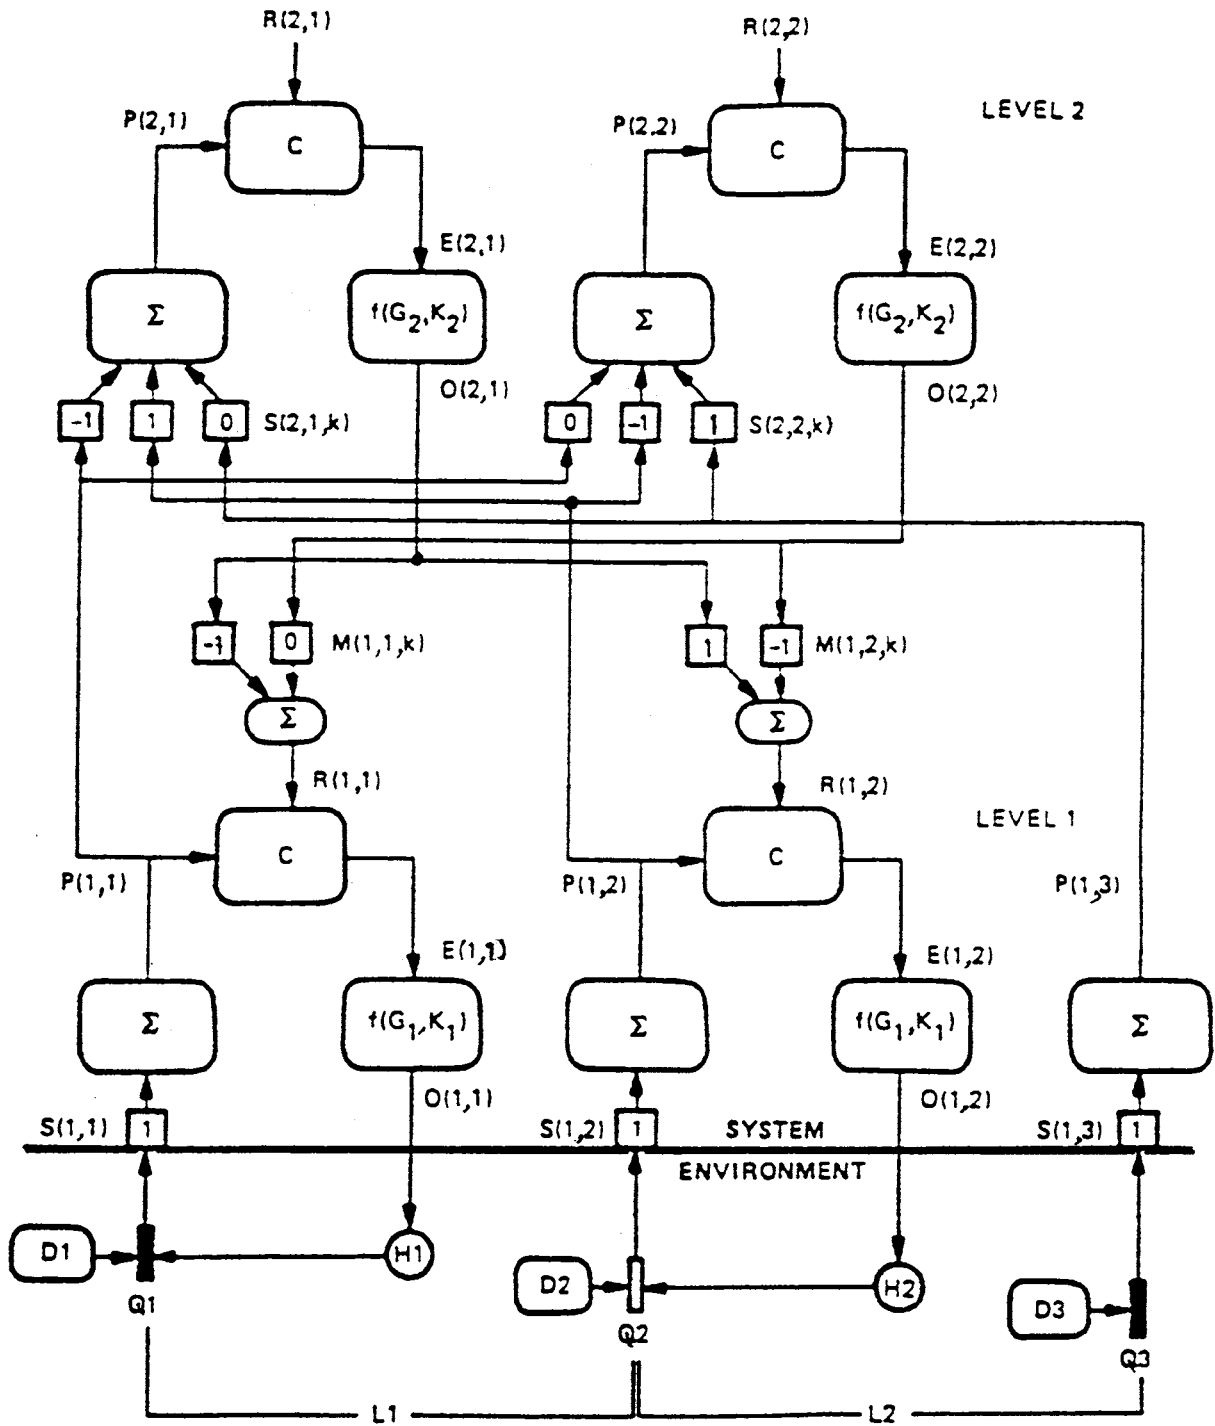 R(2,1)
R(2,2)
P(2,1)
C
P(2,2)
C
LEVEL 2
E(2,1)
E(2,2)
Σ
f(G2,K2)
Σ
f(G2,K2)
O(2,1)
O(2,2)
-1 1 0 S(2,1,k)
0 -1 1 S(2,2,k)
-1 0 M(1,1,k)
1 -1 M(1,2,k)
Σ
Σ
R(1,1)
R(1,2)
LEVEL 1
C
C
P(1,1)
P(1,2)
P(1,3)
E(1,1)
E(1,2)
Σ
f(G1,K1)
Σ
f(G1,K1)
Σ
O(1,1)
O(1,2)
S(1,1) 1
S(1,2) 1
SYSTEM
S(1,3) 1
ENVIRONMENT
D1
H1
D2
H2
D3
Q1
Q2
Q3
L1
L2